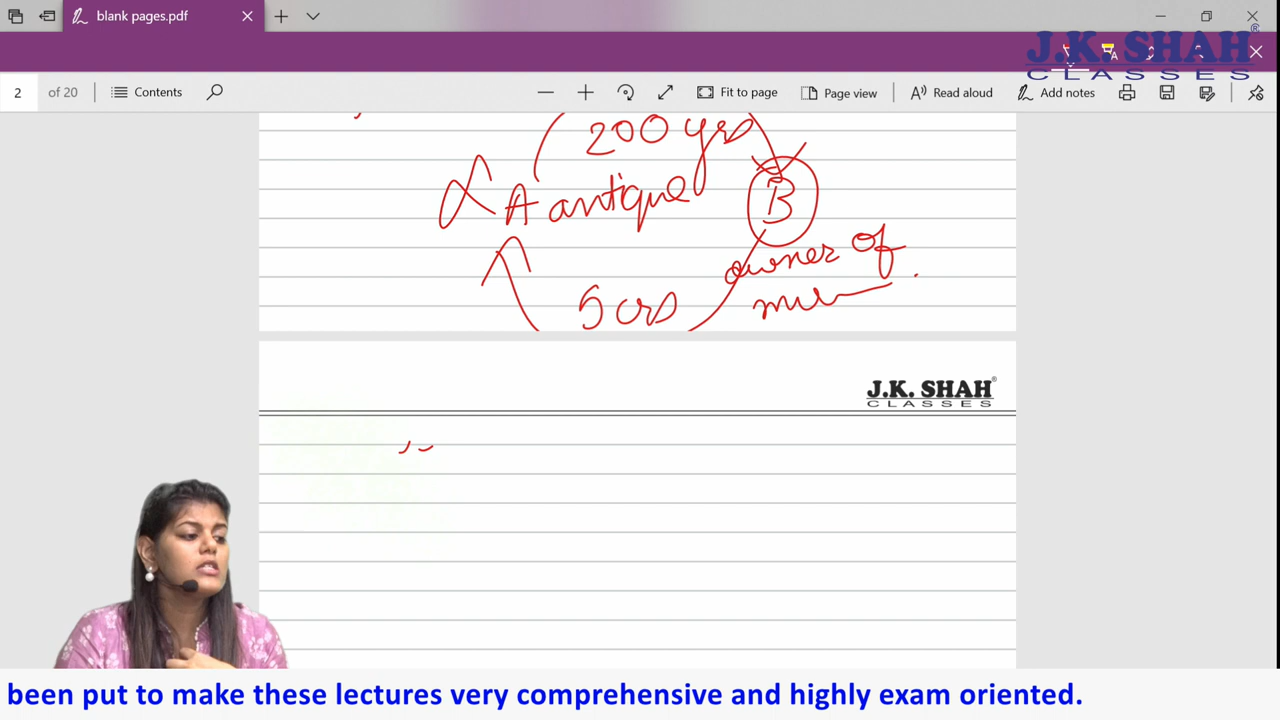 blank pages.pdf
J.K. SHAH®
CLASSES
2 of 20 Contents Fit to page Page view Read aloud Add notes
200 yrs
A antique B
owner of
5 crs
J.K. SHAH®
CLASSES
been put to make these lectures very comprehensive and highly exam oriented.